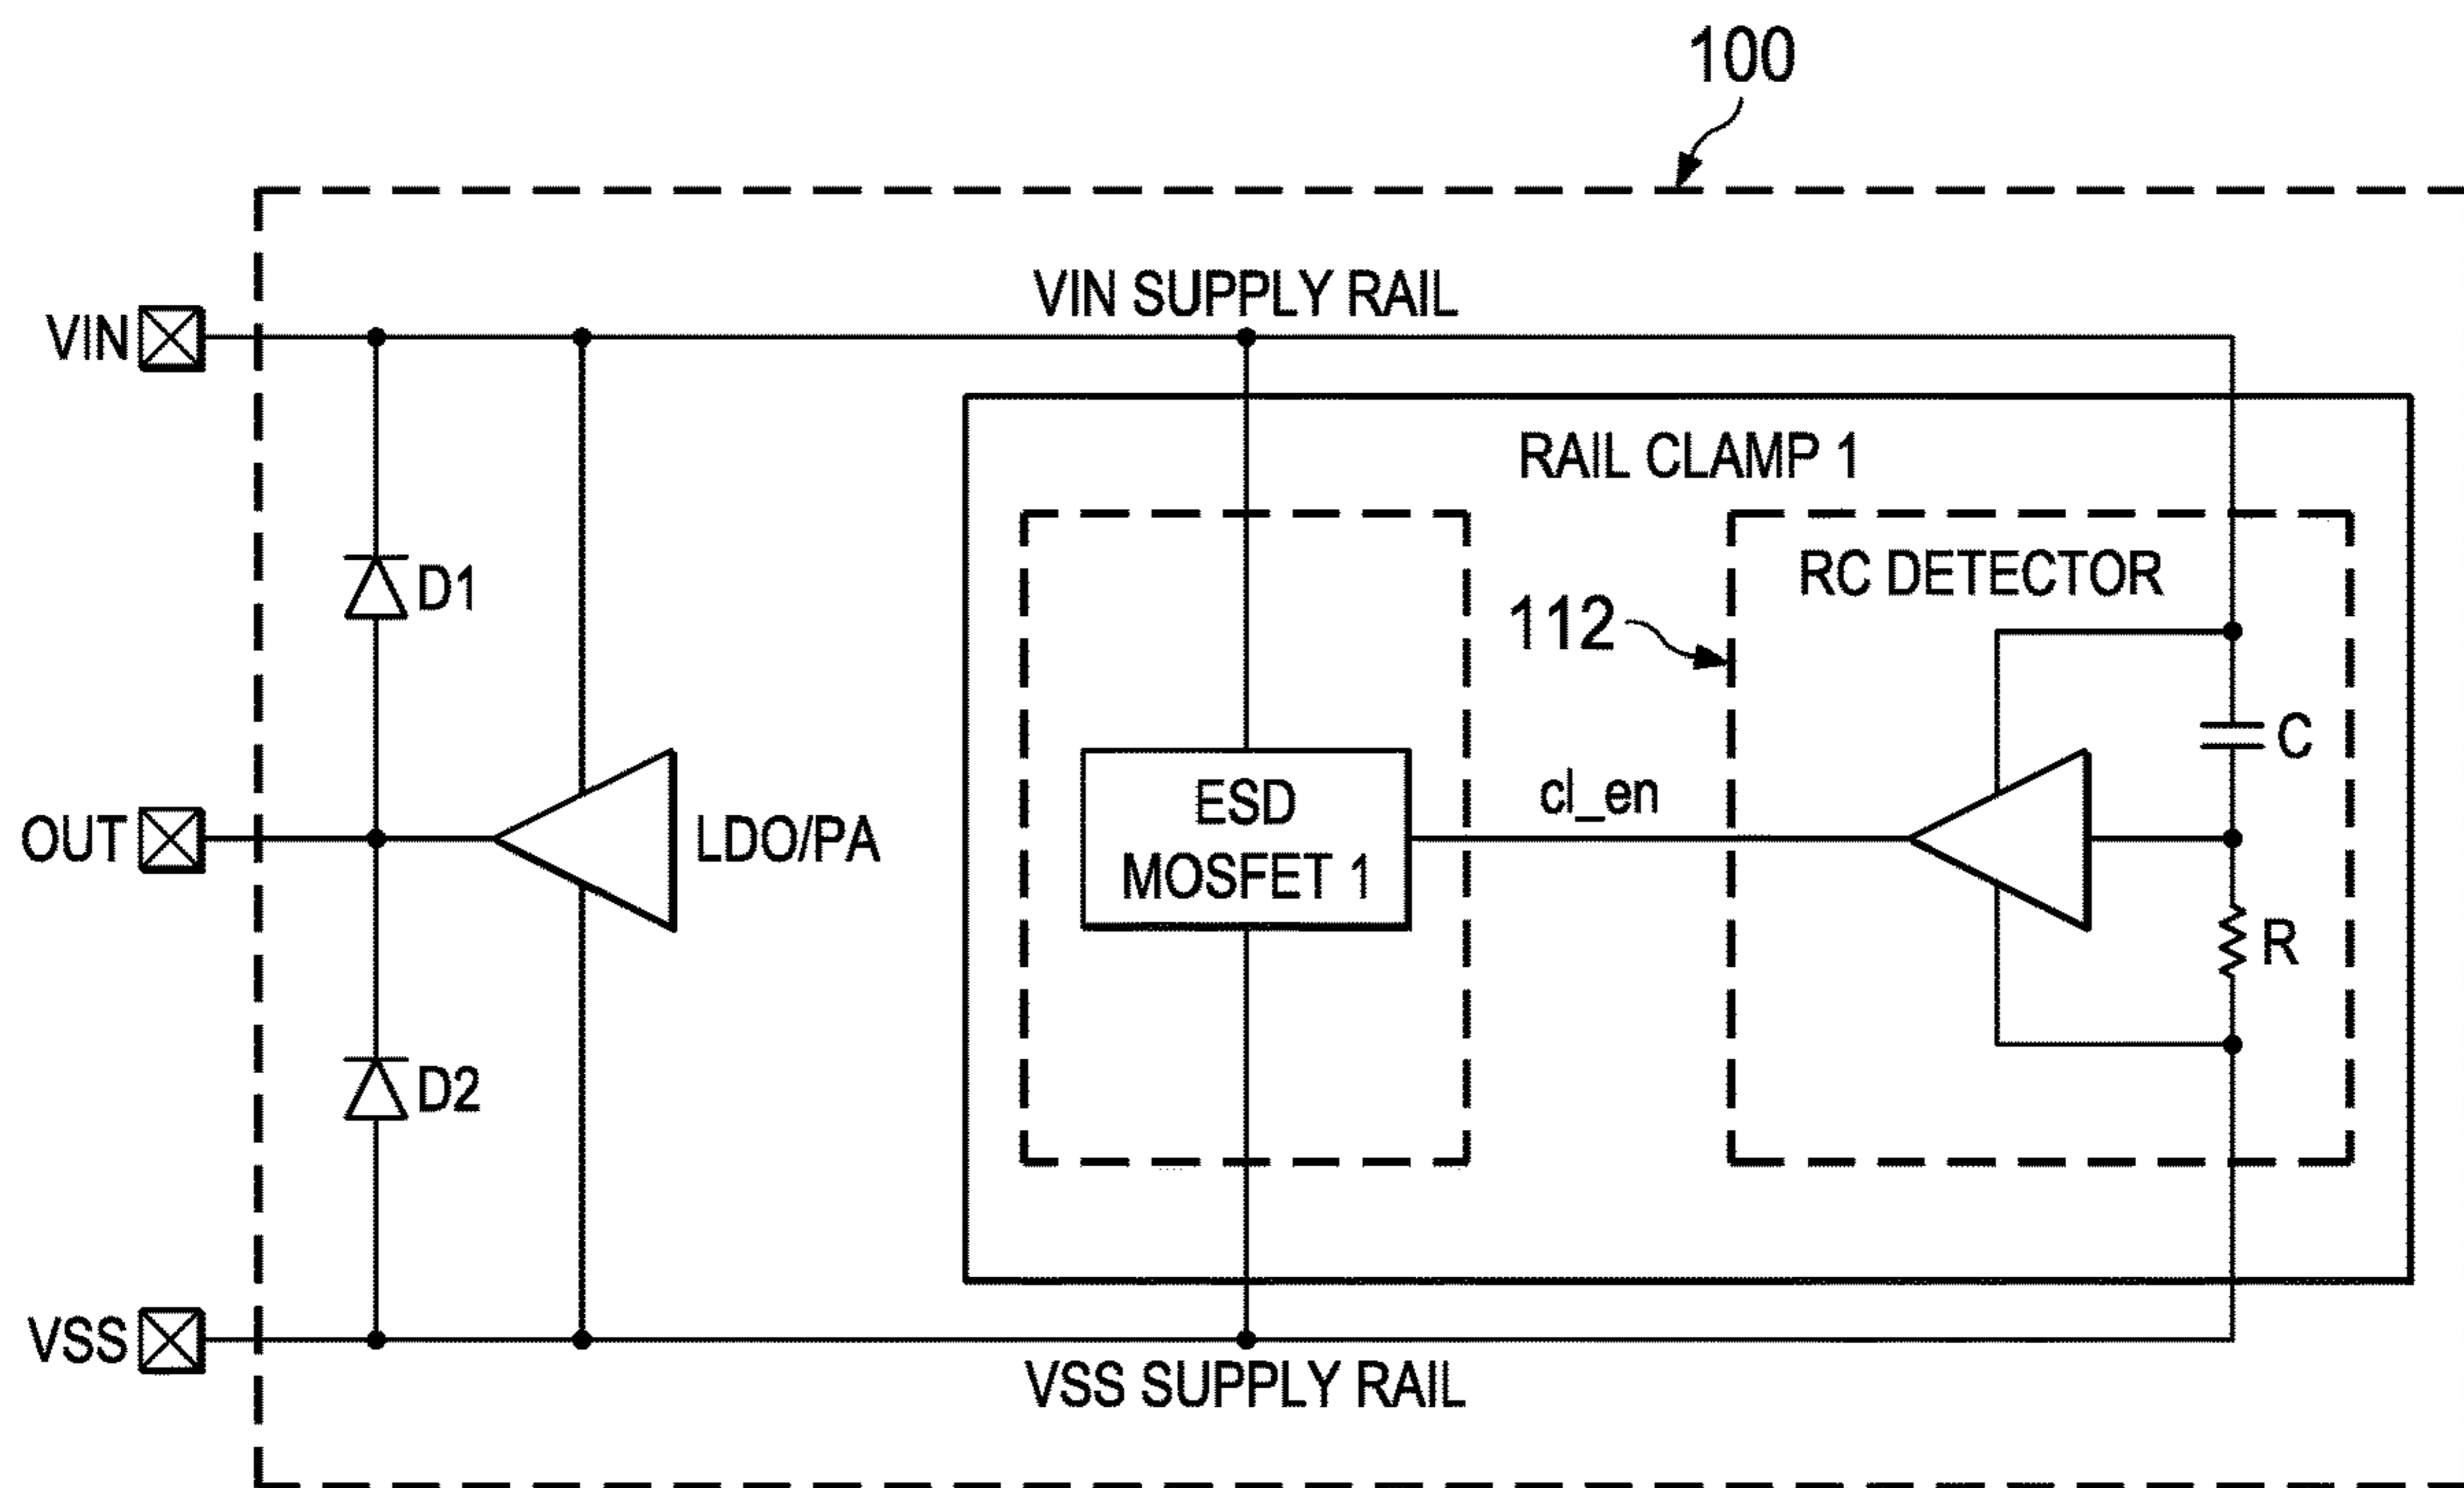 100
VIN SUPPLY RAIL
VIN
RAIL CLAMP 1
RC DETECTOR
D1
112
C
ESD
MOSFET 1
cl_en
OUT
LDO/PA
R
D2
VSS
VSS SUPPLY RAIL